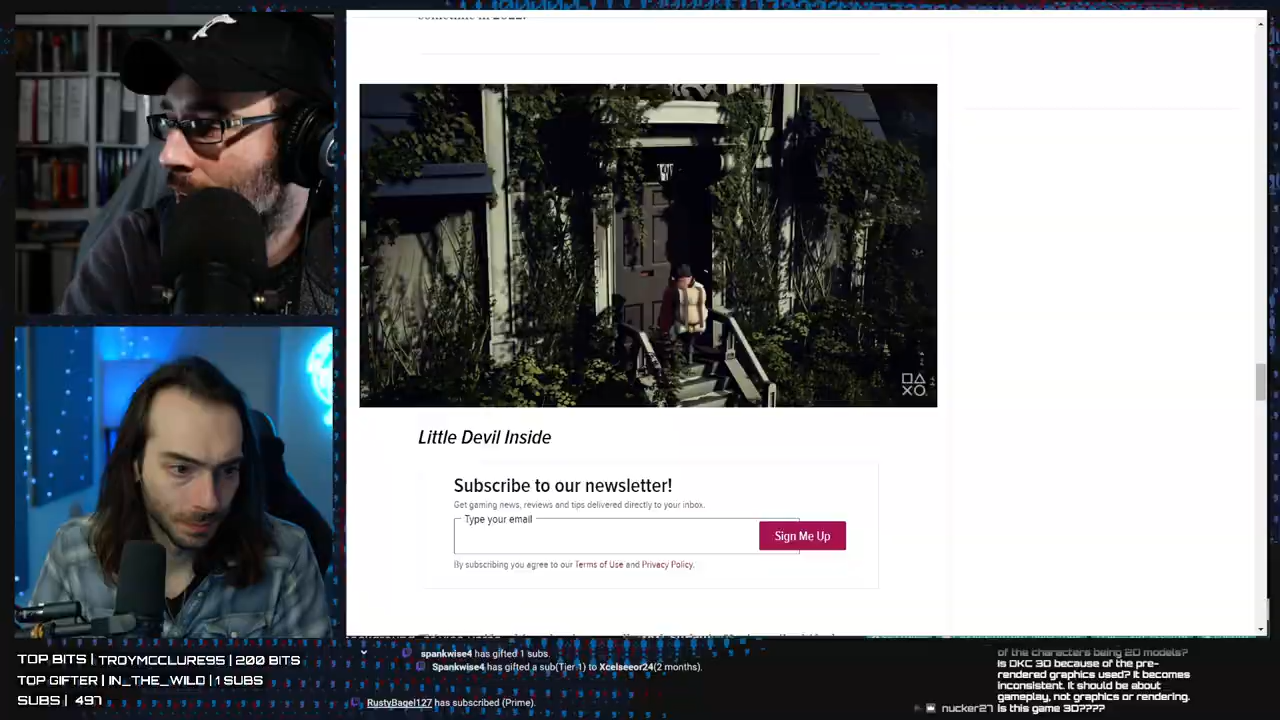 Little Devil Inside
Subscribe to our newsletter!
Get gaming news, reviews and tips delivered directly to your inbox.
Type your email
Sign Me Up
By subscribing you agree to our Terms of Use and Privacy Policy.
TOP BITS | TROYMCCLURE95 | 200 BITS
TOP GIFTER | IN_THE_WILD | 1 SUBS
SUBS | 497
spankwise4 has gifted 1 subs.
Spankwise4 has gifted a sub(Tier 1) to Xcelseeor24(2 months).
RustyBagel127 has subscribed (Prime).
of the characters being 2D models?
Is DKC 3D because of the pre-
rendered graphics used? It becomes
inconsistent. It should be about
gameplay, not graphics or rendering.
nucker27 Is this game 3D????